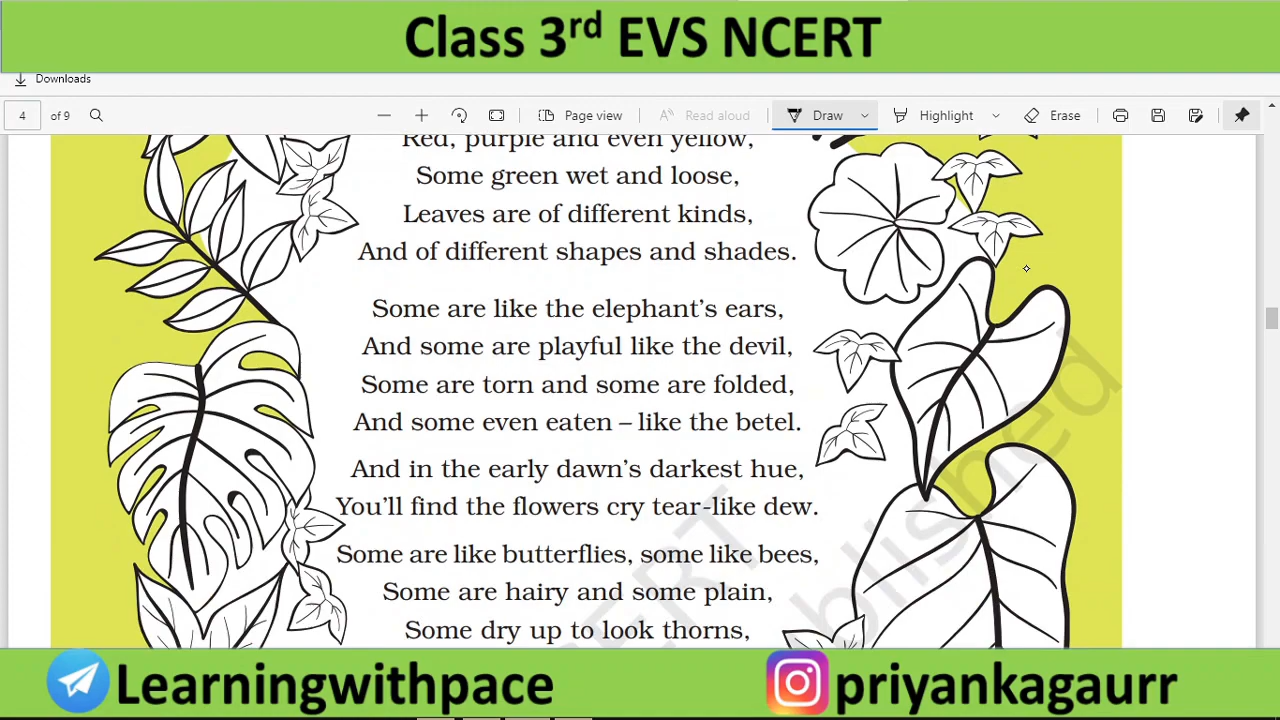 Class 3rd EVS NCERT
Downloads
4 of 9 Page view Read aloud Draw Highlight Erase
Red, purple and even yellow,
Some green wet and loose,
Leaves are of different kinds,
And of different shapes and shades.
Some are like the elephant's ears,
And some are playful like the devil,
Some are torn and some are folded,
And some even eaten – like the betel.
And in the early dawn's darkest hue,
You'll find the flowers cry tear-like dew.
Some are like butterflies, some like bees,
Some are hairy and some plain,
Some dry up to look thorns,
Learningwithpace priyankagaurr